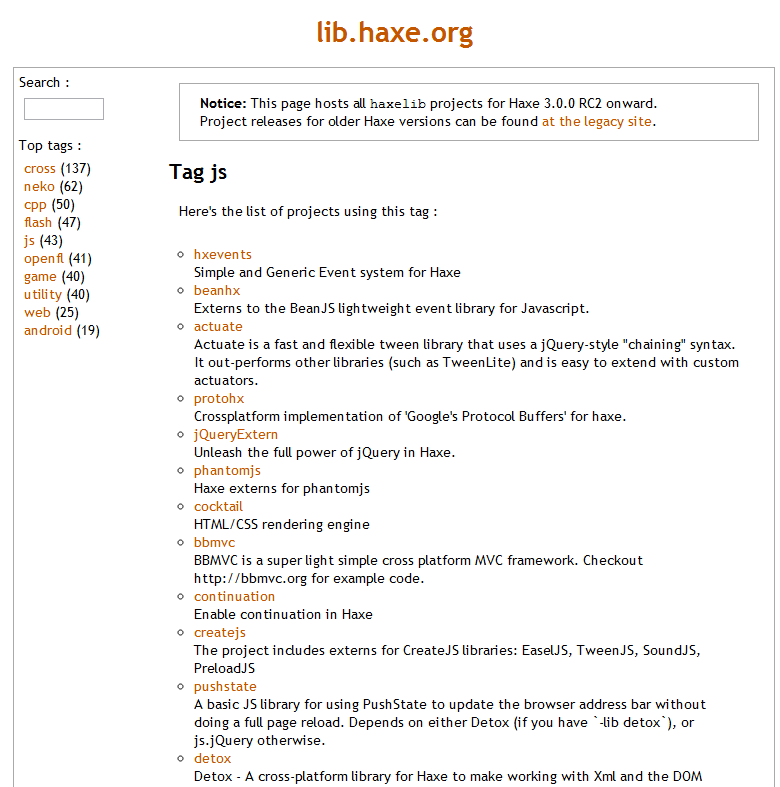 lib.haxe.org
Search :
Top tags :
cross (137)
neko (62)
cpp (50)
flash (47)
js (43)
openfl (41)
game (40)
utility (40)
web (25)
android (19)
Notice: This page hosts all haxelib projects for Haxe 3.0.0 RC2 onward.
Project releases for older Haxe versions can be found at the legacy site.
Tag js
Here's the list of projects using this tag :
hxevents
Simple and Generic Event system for Haxe
beanhx
Externs to the BeanJS lightweight event library for Javascript.
actuate
Actuate is a fast and flexible tween library that uses a jQuery-style "chaining" syntax.
It out-performs other libraries (such as TweenLite) and is easy to extend with custom
actuators.
protohx
Crossplatform implementation of 'Google's Protocol Buffers' for haxe.
jQueryExtern
Unleash the full power of jQuery in Haxe.
phantomjs
Haxe externs for phantomjs
cocktail
HTML/CSS rendering engine
bbmvc
BBMVC is a super light simple cross platform MVC framework. Checkout
http://bbmvc.org for example code.
continuation
Enable continuation in Haxe
createjs
The project includes externs for CreateJS libraries: EaselJS, TweenJS, SoundJS,
PreloadJS
pushstate
A basic JS library for using PushState to update the browser address bar without
doing a full page reload. Depends on either Detox (if you have `-lib detox`), or
js.jQuery otherwise.
detox
Detox - A cross-platform library for Haxe to make working with Xml and the DOM